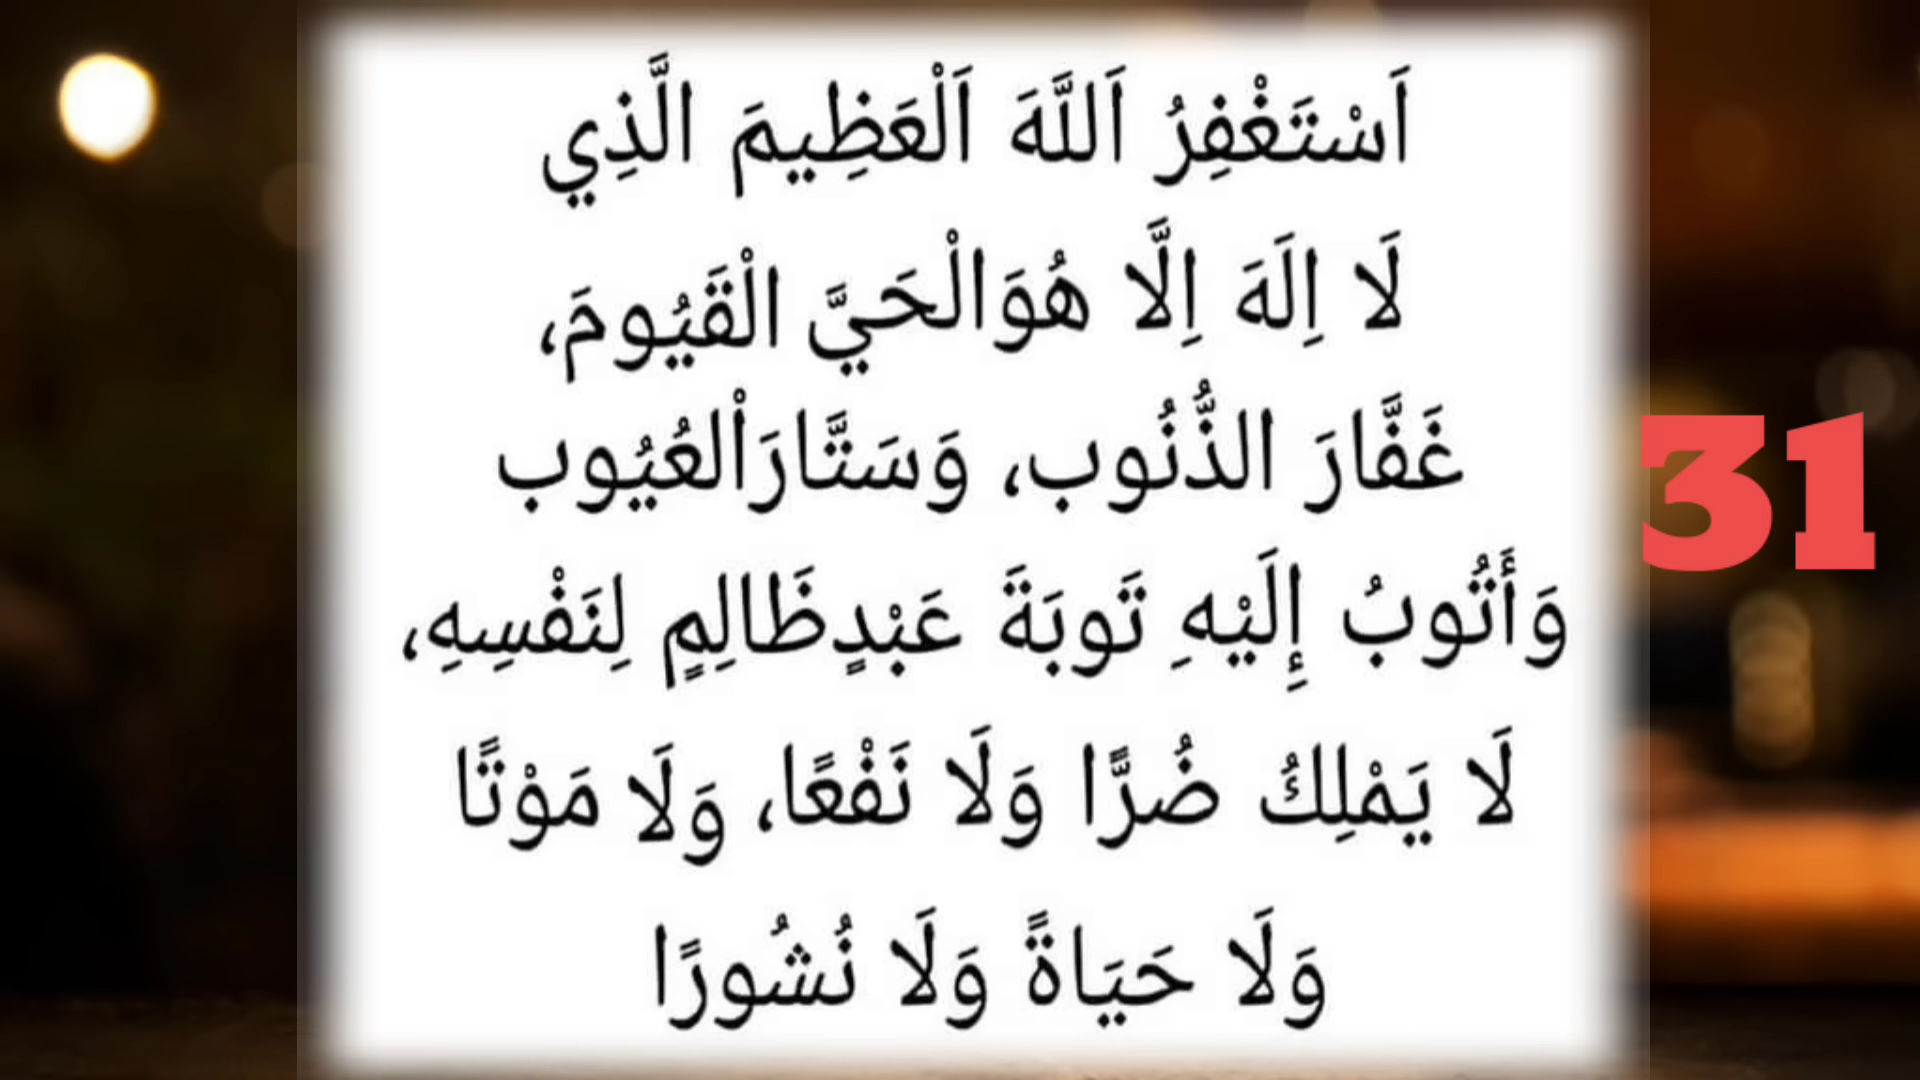 اَسْتَغْفِرُ اَللَّهَ اَلْعَظِيمَ الَّذِي
لَا اِلَهَ اِلَّا هُوَالْحَيَّ الْقَيُومَ،
غَفَّارَ الذُّنُوب، وَسَتَّارَاْلعُيُوب
وَأَتُوبُ إِلَيْهِ تَوبَةَ عَبْدٍظَالِمٍ لِنَفْسِهِ،
لَا يَمْلِكُ ضُرًّا وَلَا نَفْعًا، وَلَا مَوْتًا
وَلَا حَيَاةً وَلَا نُشُورًا
31